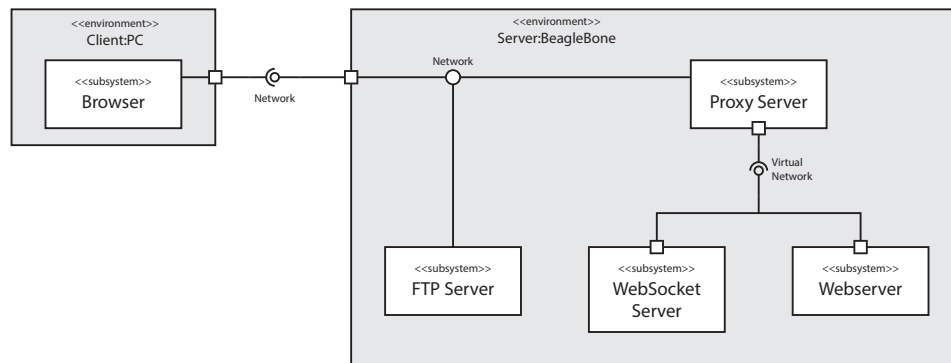 <<environment>>
Client:PC
<<subsystem>>
Browser
Network
<<environment>>
Server:BeagleBone
Network
<<subsystem>>
Proxy Server
Virtual
Network
<<subsystem>>
FTP Server
<<subsystem>>
WebSocket
Server
<<subsystem>>
Webserver